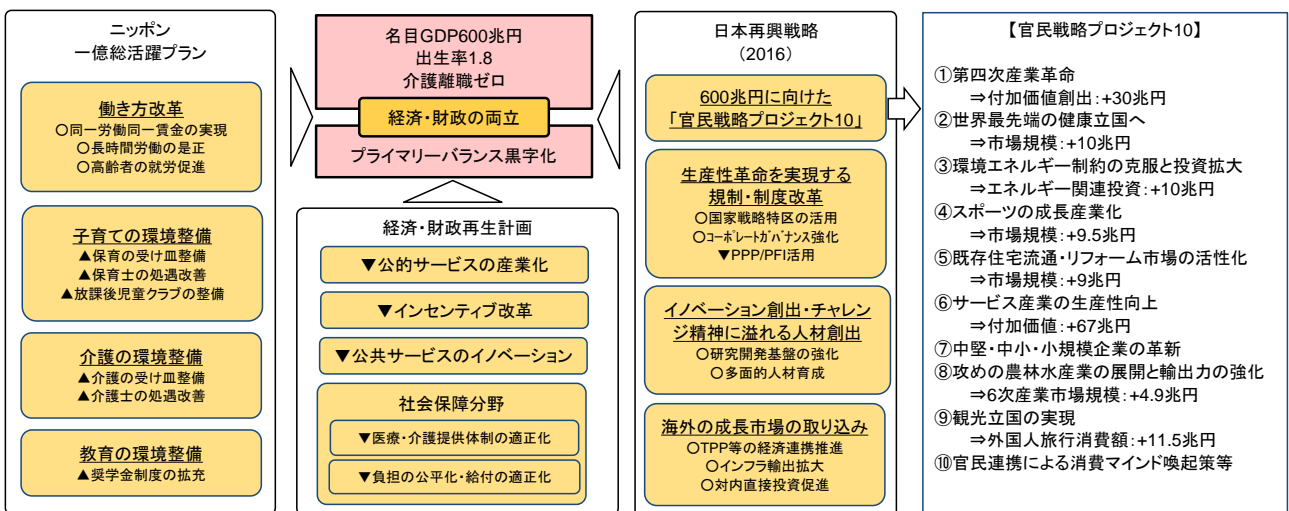 ニッポン
一億総活躍プラン
働き方改革
○同一労働同一賃金の実現
○長時間労働の是正
○高齢者の就労促進
子育ての環境整備
▲保育の受け皿整備
▲保育士の処遇改善
▲放課後児童クラブの整備
介護の環境整備
▲介護の受け皿整備
▲介護士の処遇改善
教育の環境整備
▲奨学金制度の拡充
名目GDP600兆円
出生率1.8
介護離職ゼロ
経済・財政の両立
プライマリーバランス黒字化
経済・財政再生計画
▼公的サービスの産業化
▼インセンティブ改革
▼公共サービスのイノベーション
社会保障分野
▼医療・介護提供体制の適正化
▼負担の公平化・給付の適正化
日本再興戦略
（2016）
600兆円に向けた
「官民戦略プロジェクト10」
生産性革命を実現する
規制・制度改革
○国家戦略特区の活用
○ｺｰﾎﾟﾚｰﾄｶﾞﾊﾞﾅﾝｽ強化
▼PPP/PFI活用
イノベーション創出・チャレン
ジ精神に溢れる人材創出
○研究開発基盤の強化
○多面的人材育成
海外の成長市場の取り込み
○TPP等の経済連携推進
○インフラ輸出拡大
○対内直接投資促進
【官民戦略プロジェクト10】
①第四次産業革命
⇒付加価値創出：+30兆円
②世界最先端の健康立国へ
⇒市場規模：+10兆円
③環境エネルギー制約の克服と投資拡大
⇒エネルギー関連投資：+10兆円
④スポーツの成長産業化
⇒市場規模：+9.5兆円
⑤既存住宅流通・リフォーム市場の活性化
⇒市場規模：+9兆円
⑥サービス産業の生産性向上
⇒付加価値：+67兆円
⑦中堅・中小・小規模企業の革新
⑧攻めの農林水産業の展開と輸出力の強化
⇒6次産業市場規模：+4.9兆円
⑨観光立国の実現
⇒外国人旅行消費額：+11.5兆円
⑩官民連携による消費マインド喚起策等